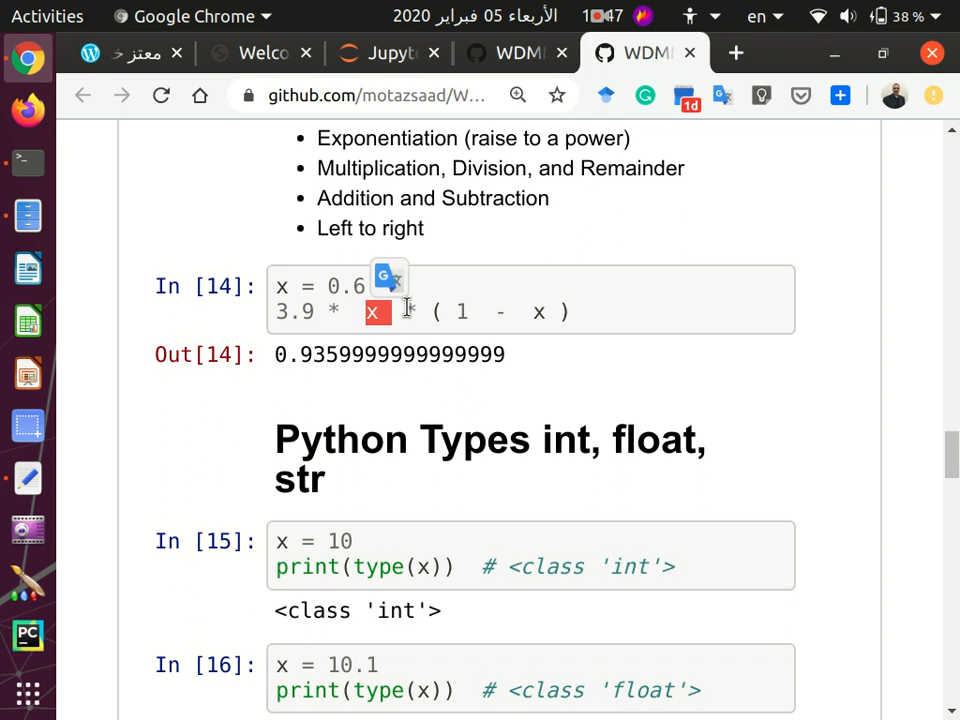 Activities
Google Chrome
الأربعاء 05 فبراير 2020
en
38 %
معتز خ
Welco
Jupyt
WDM
WDM
github.com/motazsaad/W...
1d
• Exponentiation (raise to a power)
• Multiplication, Division, and Remainder
• Addition and Subtraction
• Left to right
In [14]: x = 0.6
3.9 * x * ( 1 - x )
Out[14]: 0.9359999999999999
Python Types int, float,
str
In [15]: x = 10
print(type(x)) # <class 'int'>
<class 'int'>
In [16]: x = 10.1
print(type(x)) # <class 'float'>